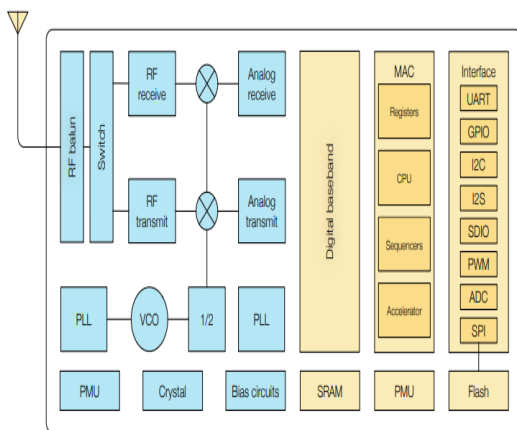 RF balun
Switch
RF
receive
Analog
receive
RF
transmit
Analog
transmit
PLL
VCO
1/2
PLL
PMU
Crystal
Bias circuits
Digital baseband
SRAM
MAC
Registers
CPU
Sequencers
Accelerator
PMU
Interface
UART
GPIO
I2C
I2S
SDIO
PWM
ADC
SPI
Flash